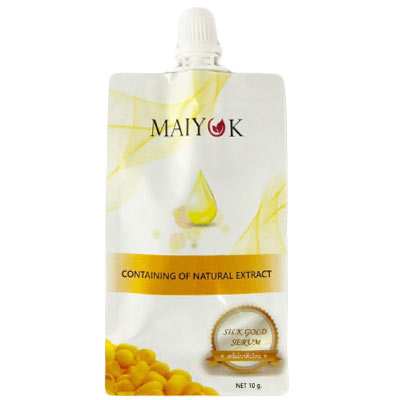 MAIYOK
CONTAINING OF NATURAL EXTRACT
SILK GOLD
SERUM
NET 10 g.